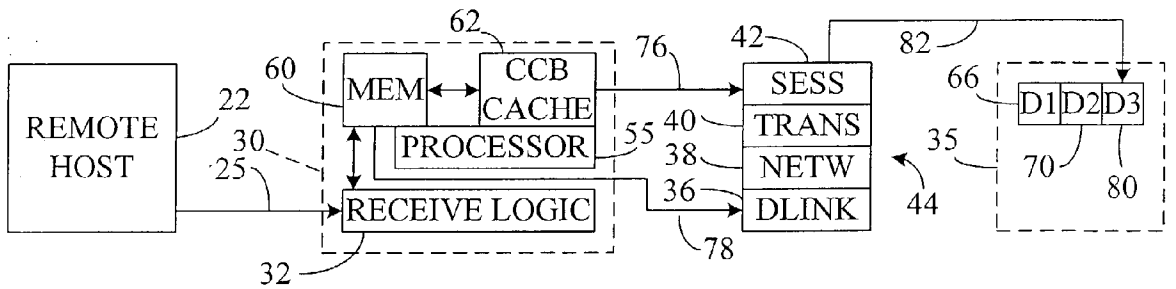 62
76
42
82
60
MEM
CCB
CACHE
SESS
66
D1 D2 D3
REMOTE
HOST
22
30
PROCESSOR
55
40
TRANS
38
NETW
35
70
80
25
RECEIVE LOGIC
36
DLINK
44
32
78